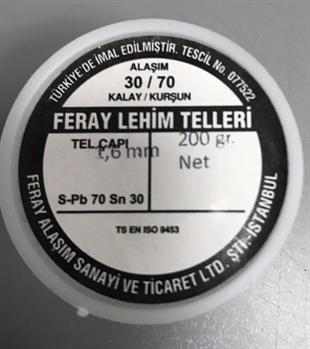 TÜRKİYE'DE İMAL EDİLMİŞTİR. TESCİL No. 077522
ALAŞIM
30 / 70
KALAY / KURŞUN
FERAY LEHİM TELLERİ
TEL ÇAPI
1,6 mm
200 gr.
Net
S-Pb 70 Sn 30
TS EN ISO 9453
FERAY ALAŞIM SANAYİ VE TİCARET LTD. ŞTİ.-İSTANBUL